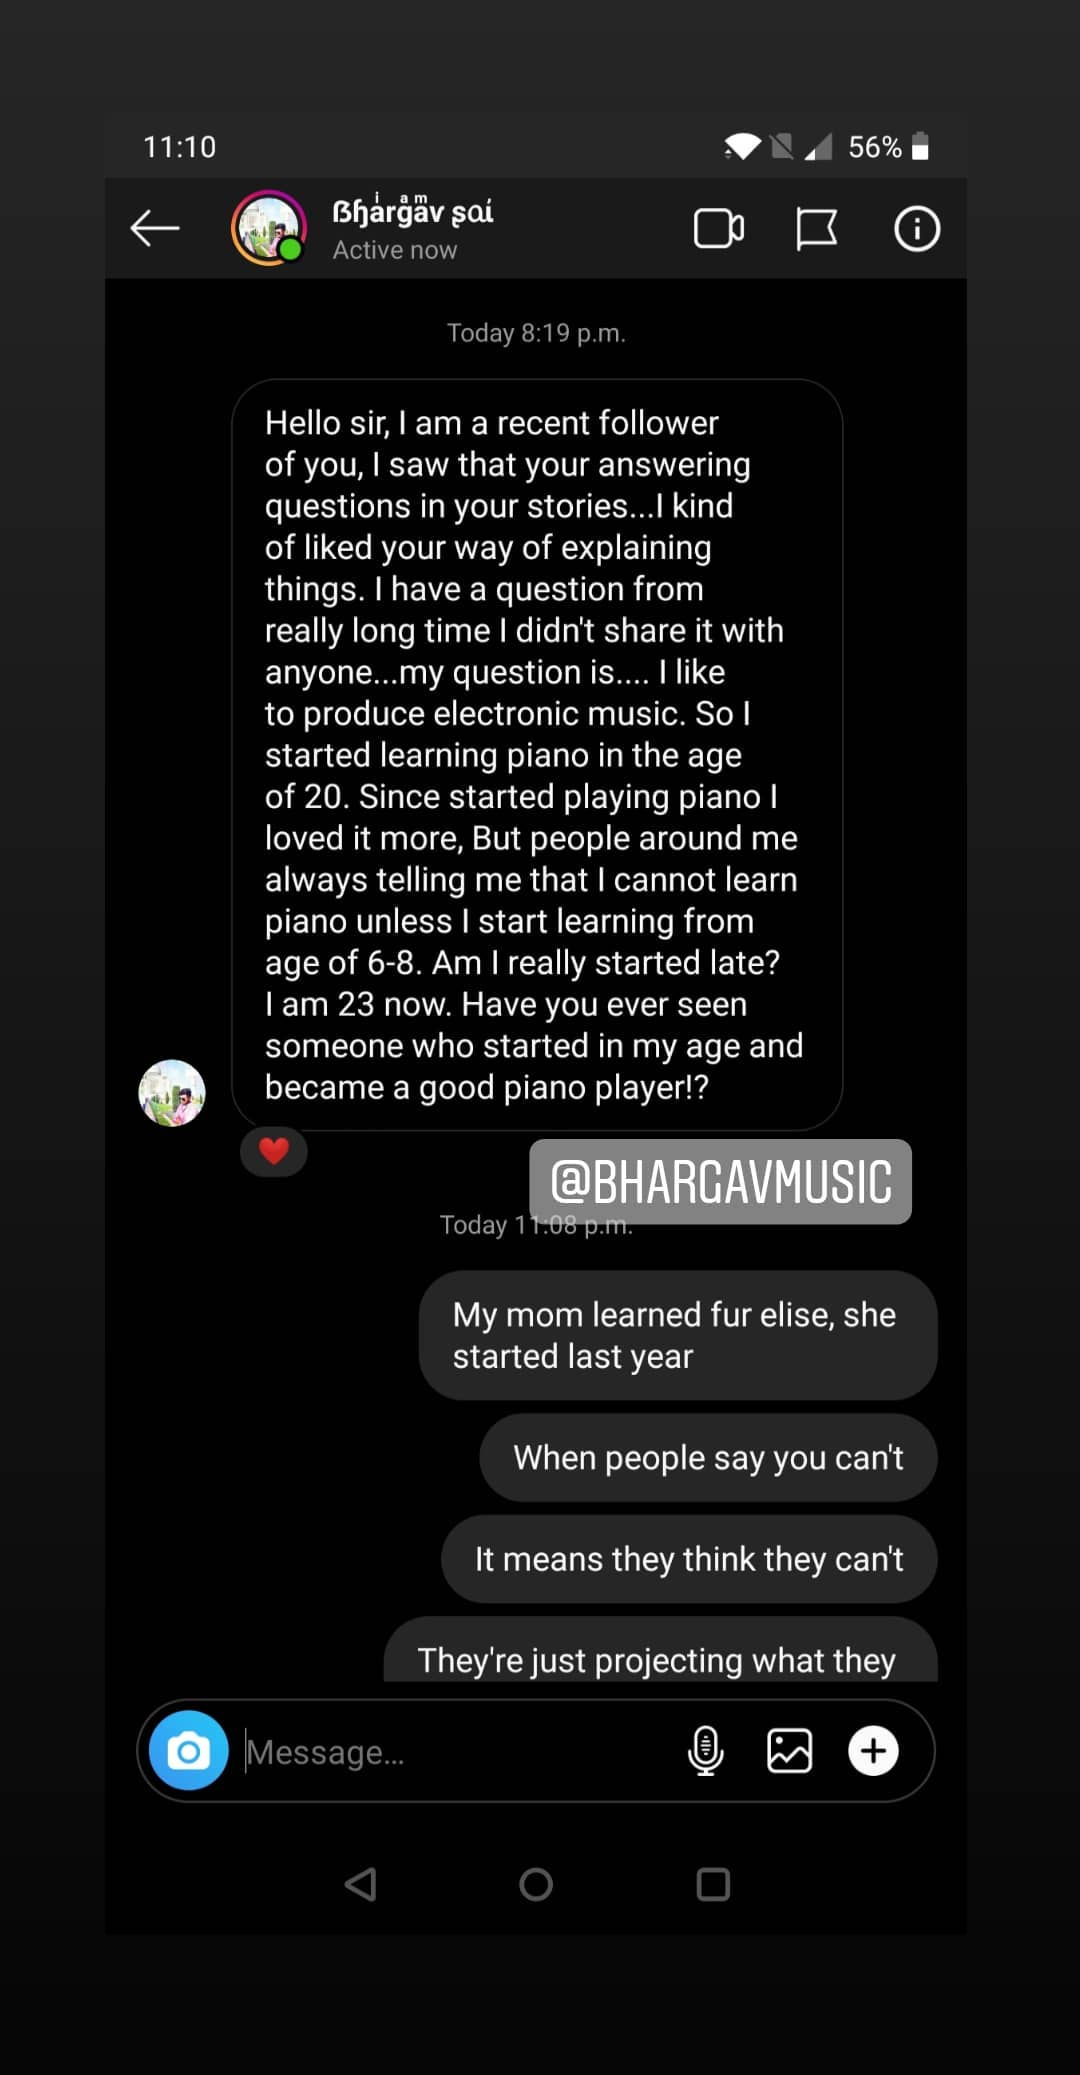 11:10
56%
iam
ßhargav sai
Active now
Today 8:19 p.m.
Hello sir, I am a recent follower
of you, I saw that your answering
questions in your stories...I kind
of liked your way of explaining
things. I have a question from
really long time I didn't share it with
anyone...my question is.... I like
to produce electronic music. So I
started learning piano in the age
of 20. Since started playing piano I
loved it more, But people around me
always telling me that I cannot learn
piano unless I start learning from
age of 6-8. Am I really started late?
I am 23 now. Have you ever seen
someone who started in my age and
became a good piano player!?
@BHARGAVMUSIC
Today 11:08 p.m.
My mom learned fur elise, she
started last year
When people say you can't
It means they think they can't
They're just projecting what they
Message...